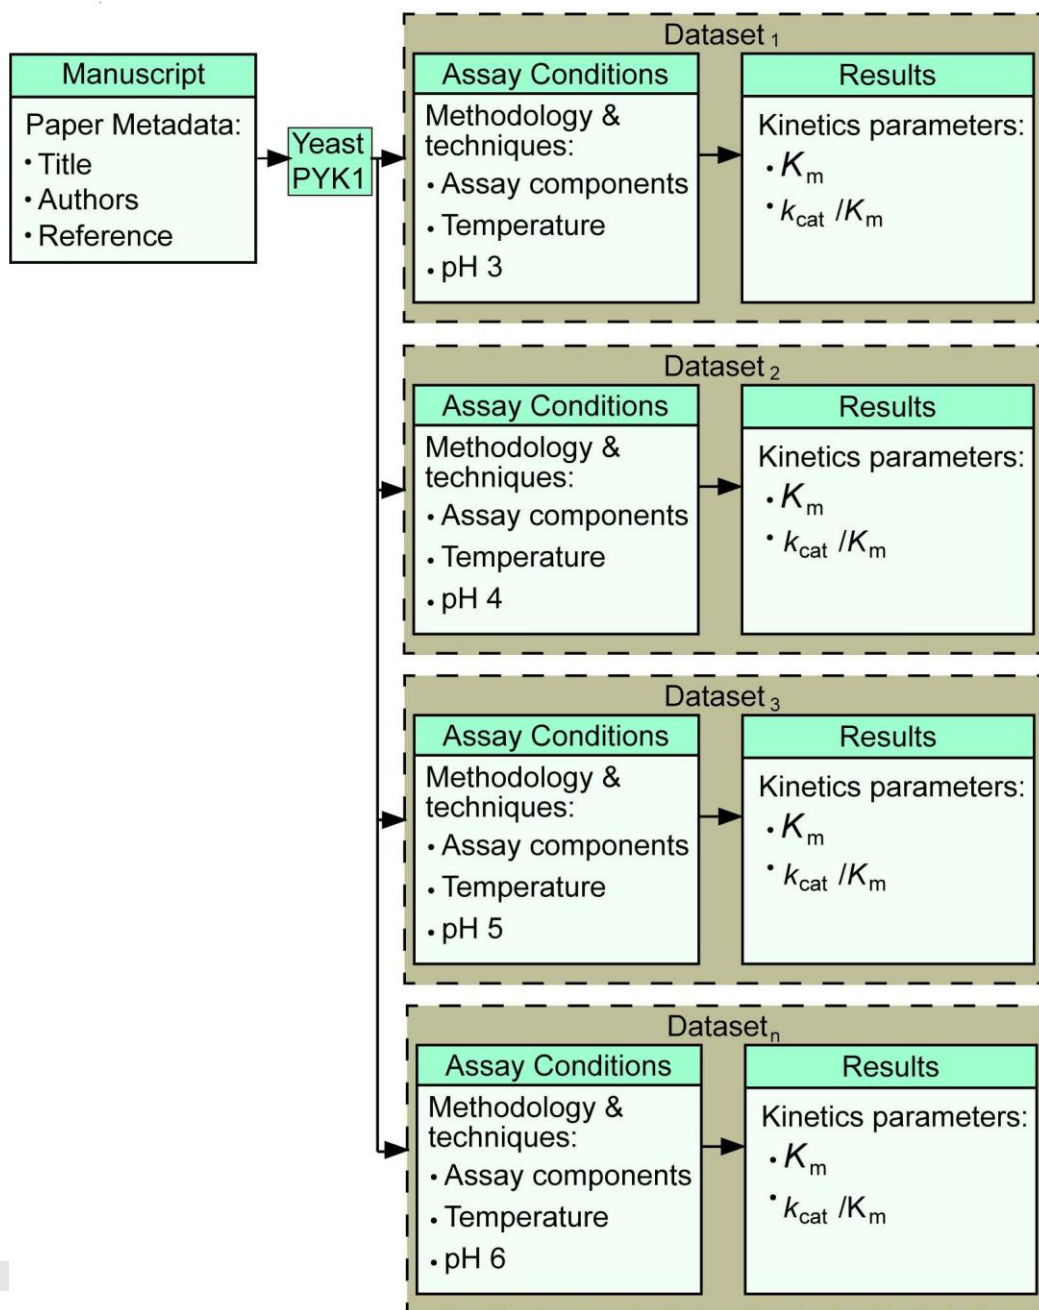 Manuscript
Paper Metadata:
• Title
• Authors
• Reference
Yeast
PYK1
Dataset 1
Assay Conditions
Methodology &
techniques:
• Assay components
• Temperature
• pH 3
Results
Kinetics parameters:
• Km
• kcat /Km
Dataset 2
Assay Conditions
Methodology &
techniques:
• Assay components
• Temperature
• pH 4
Results
Kinetics parameters:
• Km
• kcat /Km
Dataset 3
Assay Conditions
Methodology &
techniques:
• Assay components
• Temperature
• pH 5
Results
Kinetics parameters:
• Km
• kcat /Km
Datasetn
Assay Conditions
Methodology &
techniques:
• Assay components
• Temperature
• pH 6
Results
Kinetics parameters:
• Km
• kcat /Km